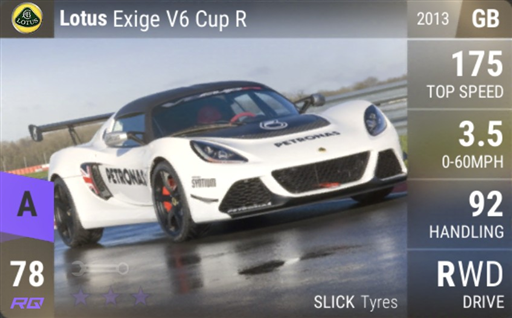 LOTUS
Lotus Exige V6 Cup R
2013 GB
175
TOP SPEED
3.5
0-60MPH
92
HANDLING
RWD
DRIVE
A
78
RQ
SLICK Tyres
PETRONAS
PETRONAS